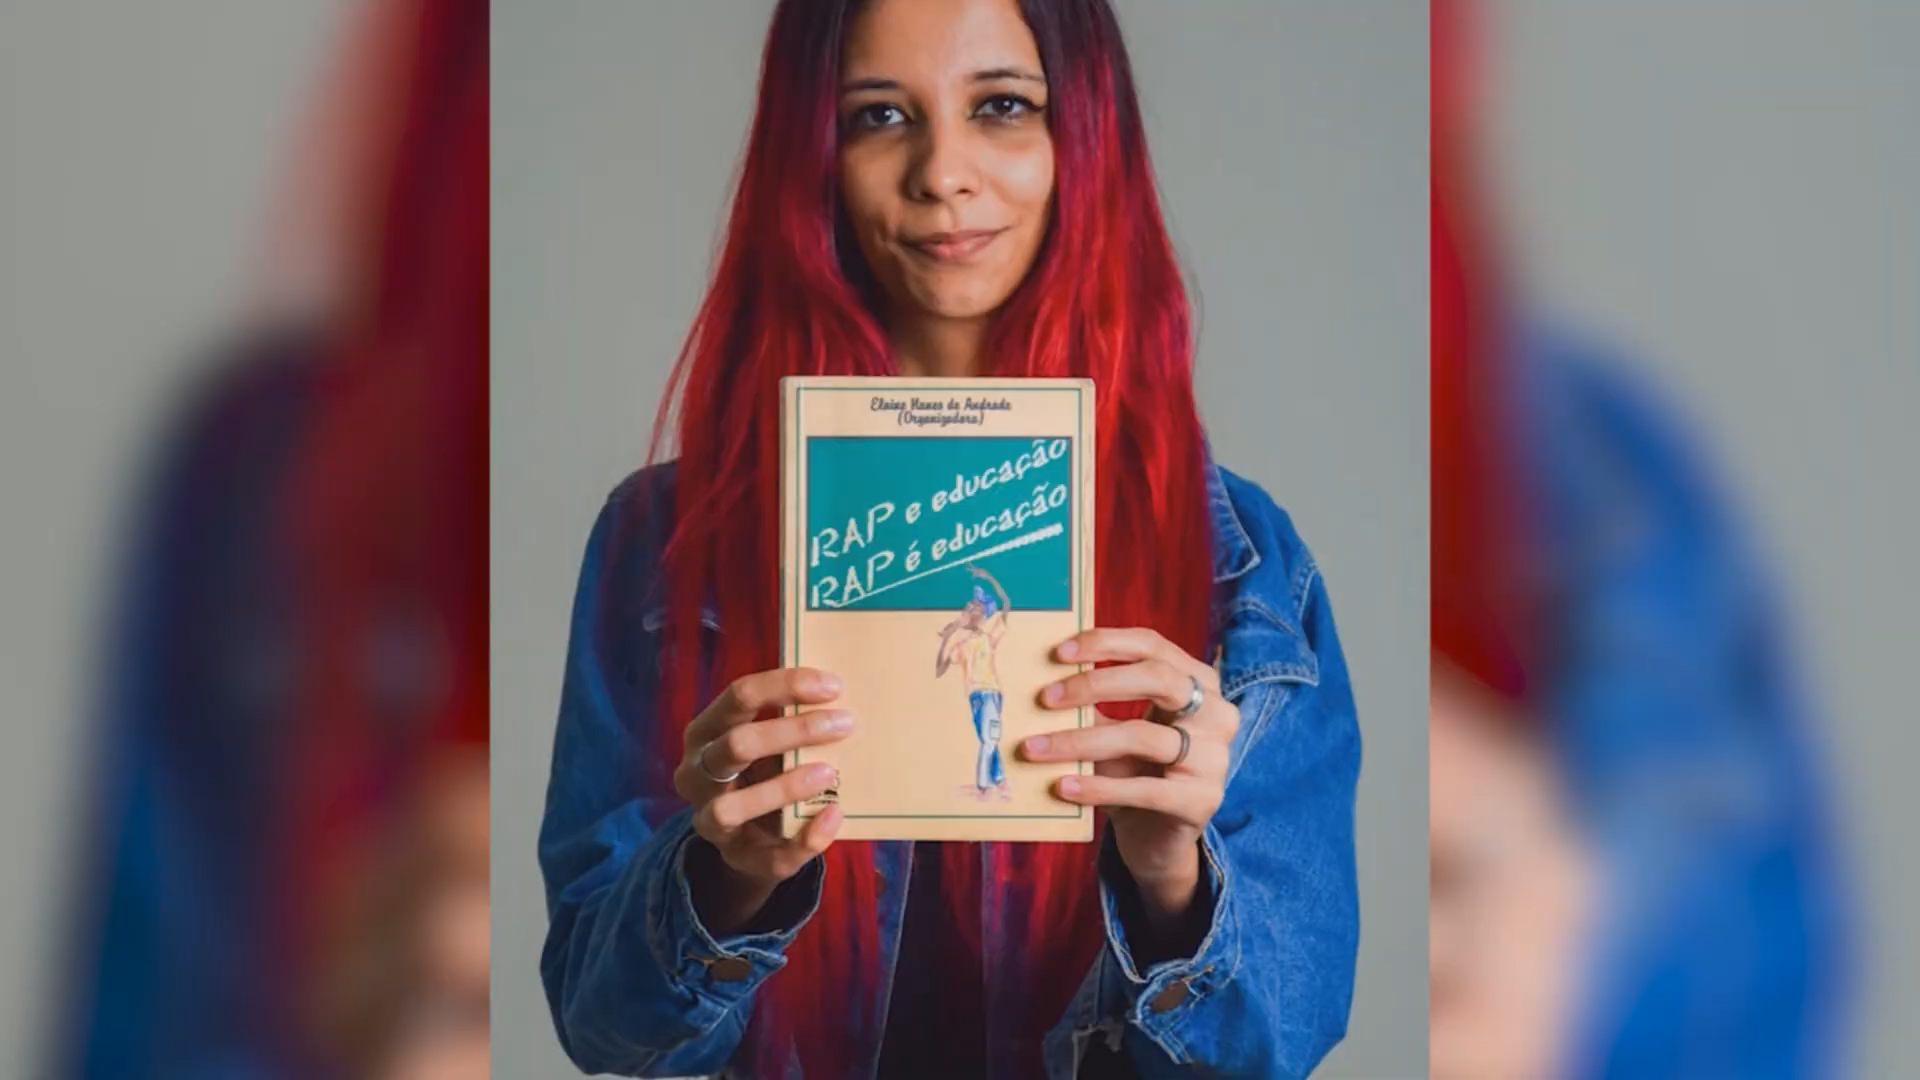 Elaine Nunes de Andrade
(Organizadora)
RAP e educação
RAP é educação